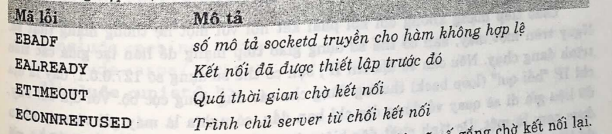 Mã lỗi Mô tả
EBADF số mô tả socketd truyền cho hàm không hợp lệ
EALREADY Kết nối đã được thiết lập trước đó
ETIMEOUT Quá thời gian chờ kết nối
ECONNREFUSED Trình chủ server từ chối kết nối
gắng chờ kết nối lại.